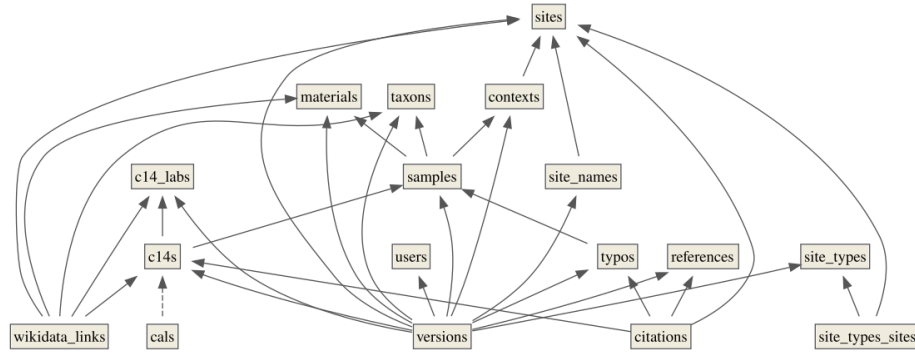 sites
materials
taxons
contexts
c14_labs
samples
site_names
c14s
users
typos
references
site_types
wikidata_links
cals
versions
citations
site_types_sites